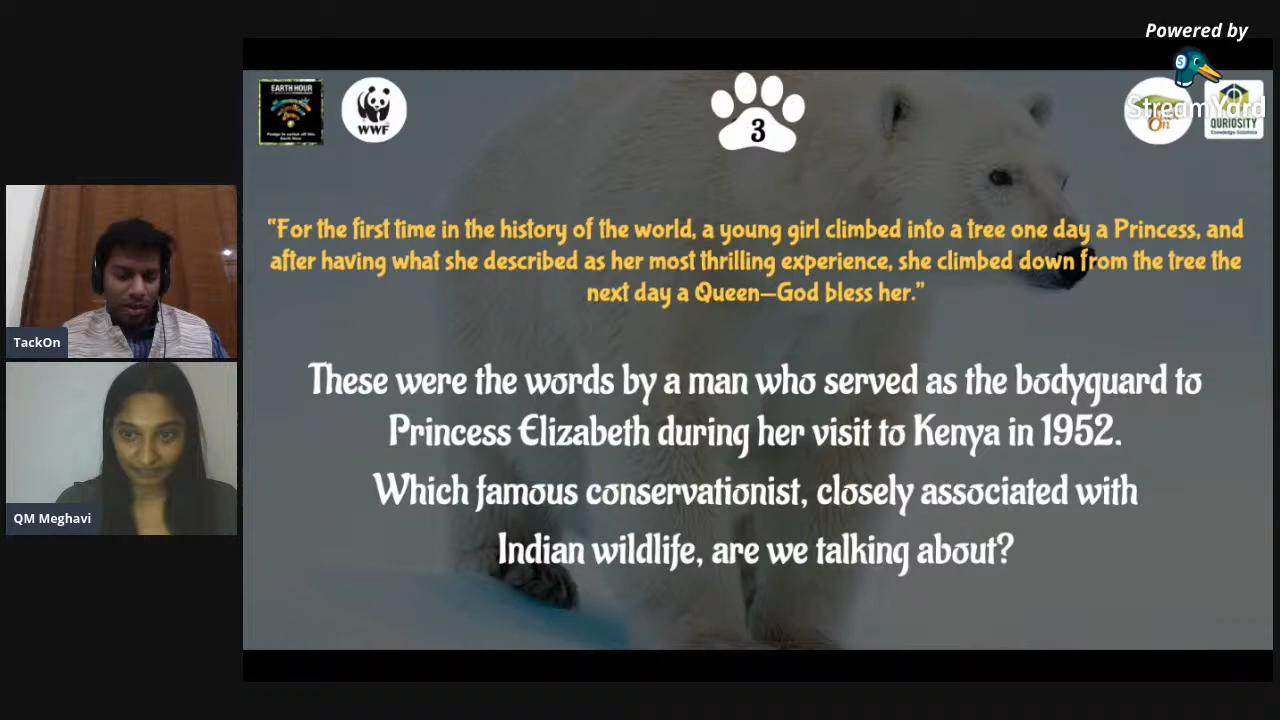 Powered by
StreamYard
EARTH HOUR
WWF
3
On
QURIOSITY
Knowledge Solutions
“For the first time in the history of the world, a young girl climbed into a tree one day a Princess, and
after having what she described as her most thrilling experience, she climbed down from the tree the
next day a Queen—God bless her.”
These were the words by a man who served as the bodyguard to
Princess Elizabeth during her visit to Kenya in 1952.
Which famous conservationist, closely associated with
Indian wildlife, are we talking about?
TackOn
QM Meghavi